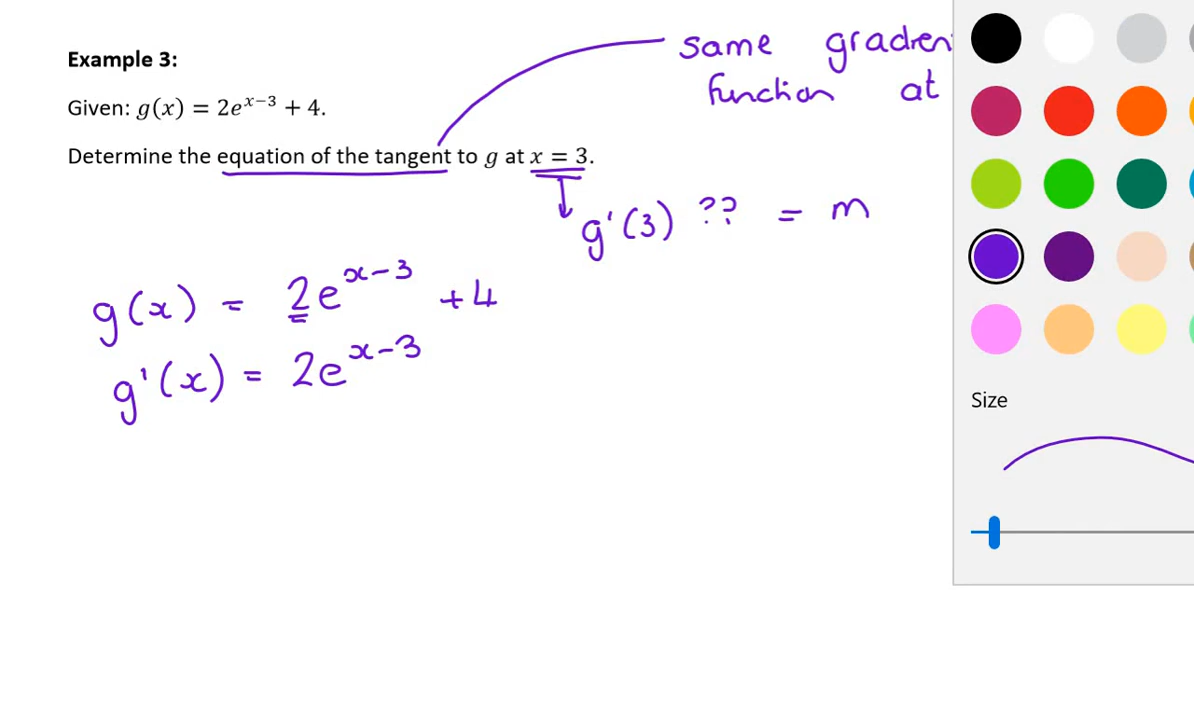 Example 3:
same
function at
Given: g(x) = 2e^{x−3} + 4.
Determine the equation of the tangent to g at x = 3.
g'(3) ?? = m
g(x) = 2e^{x−3} + 4
g'(x) = 2e^{x−3}
Size